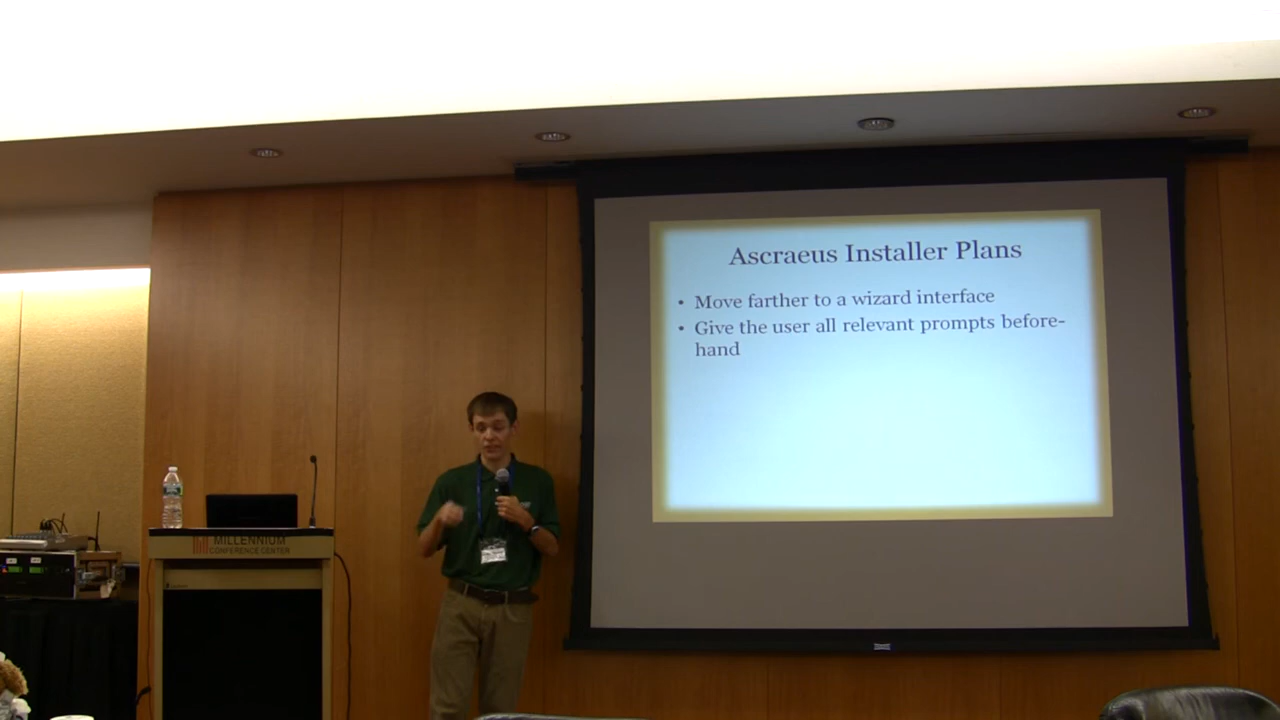 Ascraeus Installer Plans
• Move farther to a wizard interface
• Give the user all relevant prompts before-
hand
MILLENNIUM
CONFERENCE CENTER